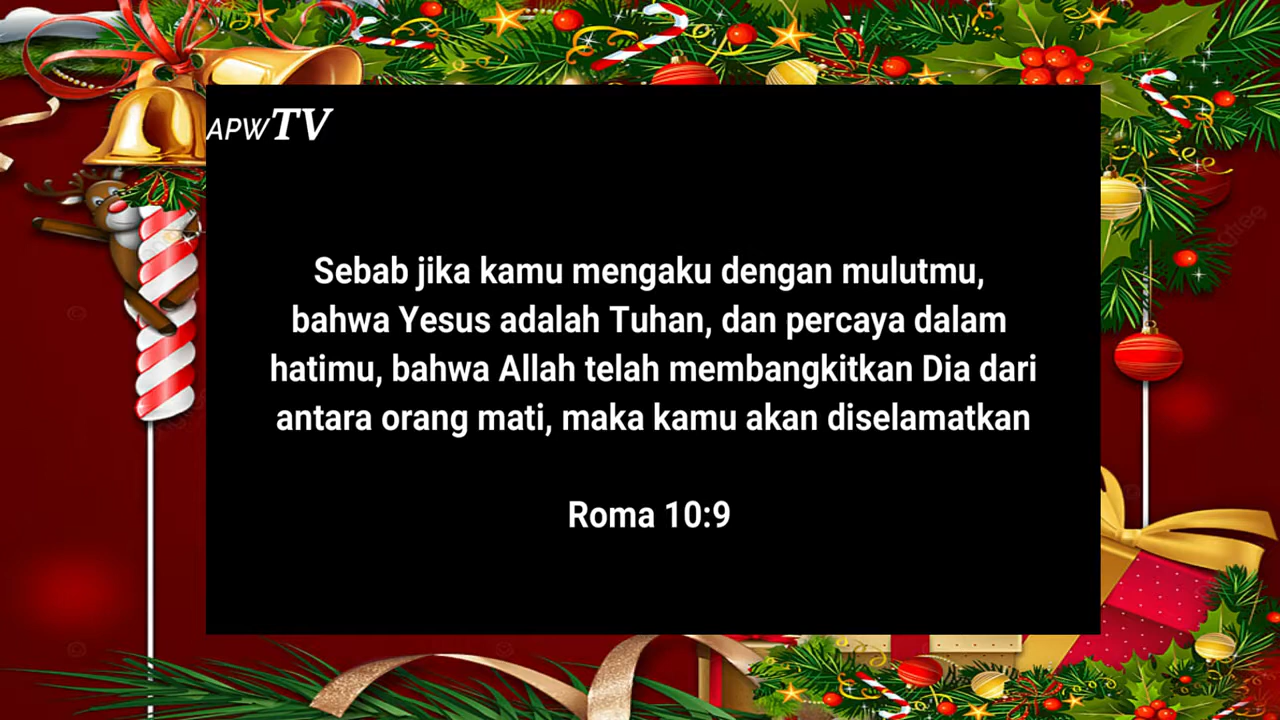 APWTV
Sebab jika kamu mengaku dengan mulutmu,
bahwa Yesus adalah Tuhan, dan percaya dalam
hatimu, bahwa Allah telah membangkitkan Dia dari
antara orang mati, maka kamu akan diselamatkan
Roma 10:9